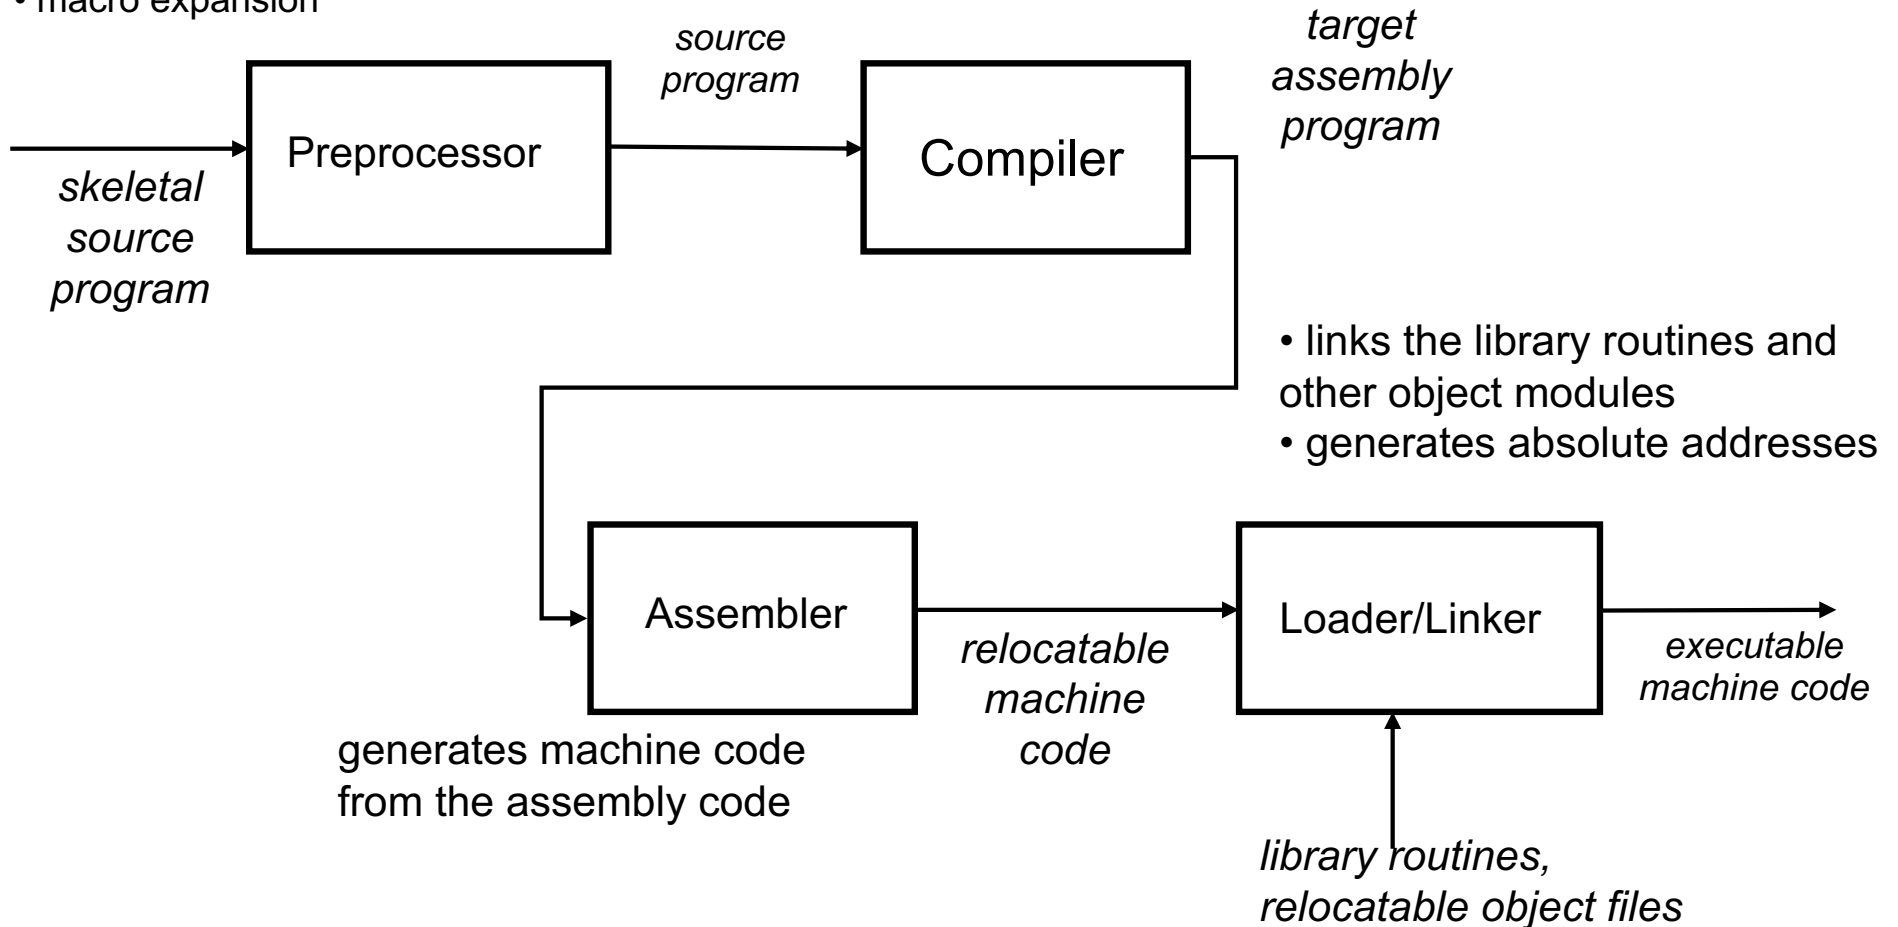 • macro expansion
source
program
target
assembly
program
Preprocessor
Compiler
skeletal
source
program
• links the library routines and
other object modules
• generates absolute addresses
Assembler
Loader/Linker
relocatable
machine
code
executable
machine code
generates machine code
from the assembly code
library routines,
relocatable object files